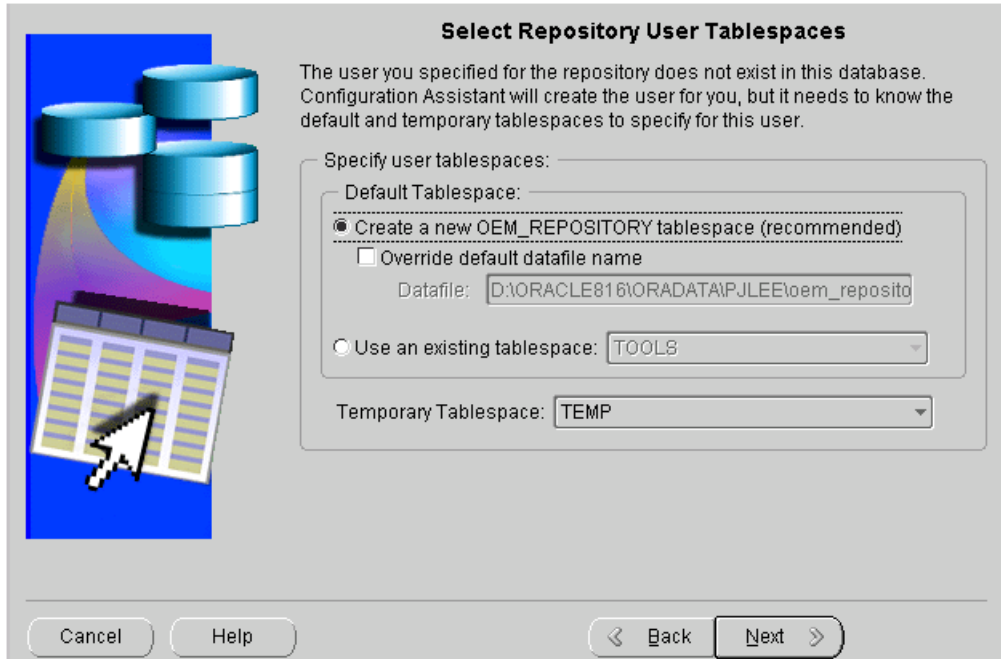 Select Repository User Tablespaces
The user you specified for the repository does not exist in this database.
Configuration Assistant will create the user for you, but it needs to know the
default and temporary tablespaces to specify for this user.
Specify user tablespaces:
Default Tablespace:
Create a new OEM_REPOSITORY tablespace (recommended)
Override default datafile name
Datafile: D:\ORACLE816\ORADATA\PJLEE\oem_reposito
Use an existing tablespace: TOOLS
Temporary Tablespace: TEMP
Cancel Help Back Next